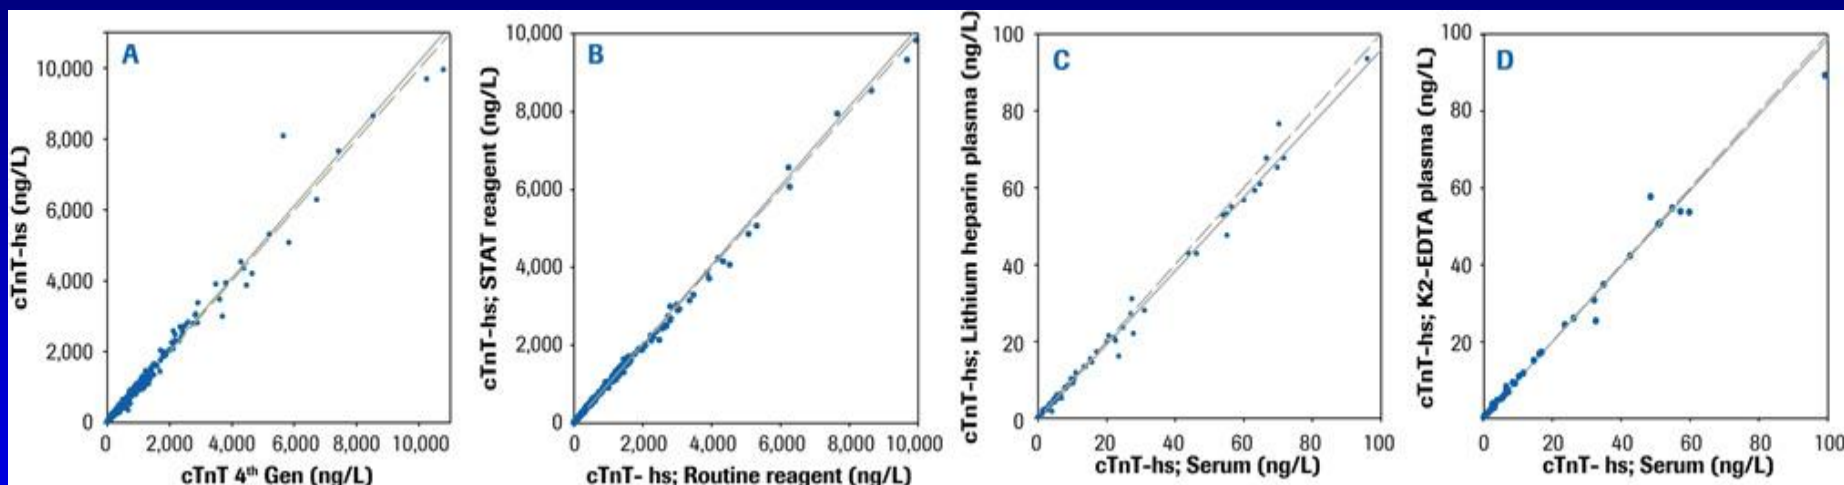 A
cTnT-hs (ng/L)
10,000
8,000
6,000
4,000
2,000
0
0 2,000 4,000 6,000 8,000 10,000
cTnT 4th Gen (ng/L)
B
cTnT-hs; STAT reagent (ng/L)
10,000
8,000
6,000
4,000
2,000
0
0 2,000 4,000 6,000 8,000 10,000
cTnT- hs; Routine reagent (ng/L)
C
cTnT-hs; Lithium heparin plasma (ng/L)
100
80
60
40
20
0
0 20 40 60 80 100
cTnT-hs; Serum (ng/L)
D
cTnT-hs; K2-EDTA plasma (ng/L)
100
80
60
40
20
0 20 40 60 80 100
cTnT- hs; Serum (ng/L)